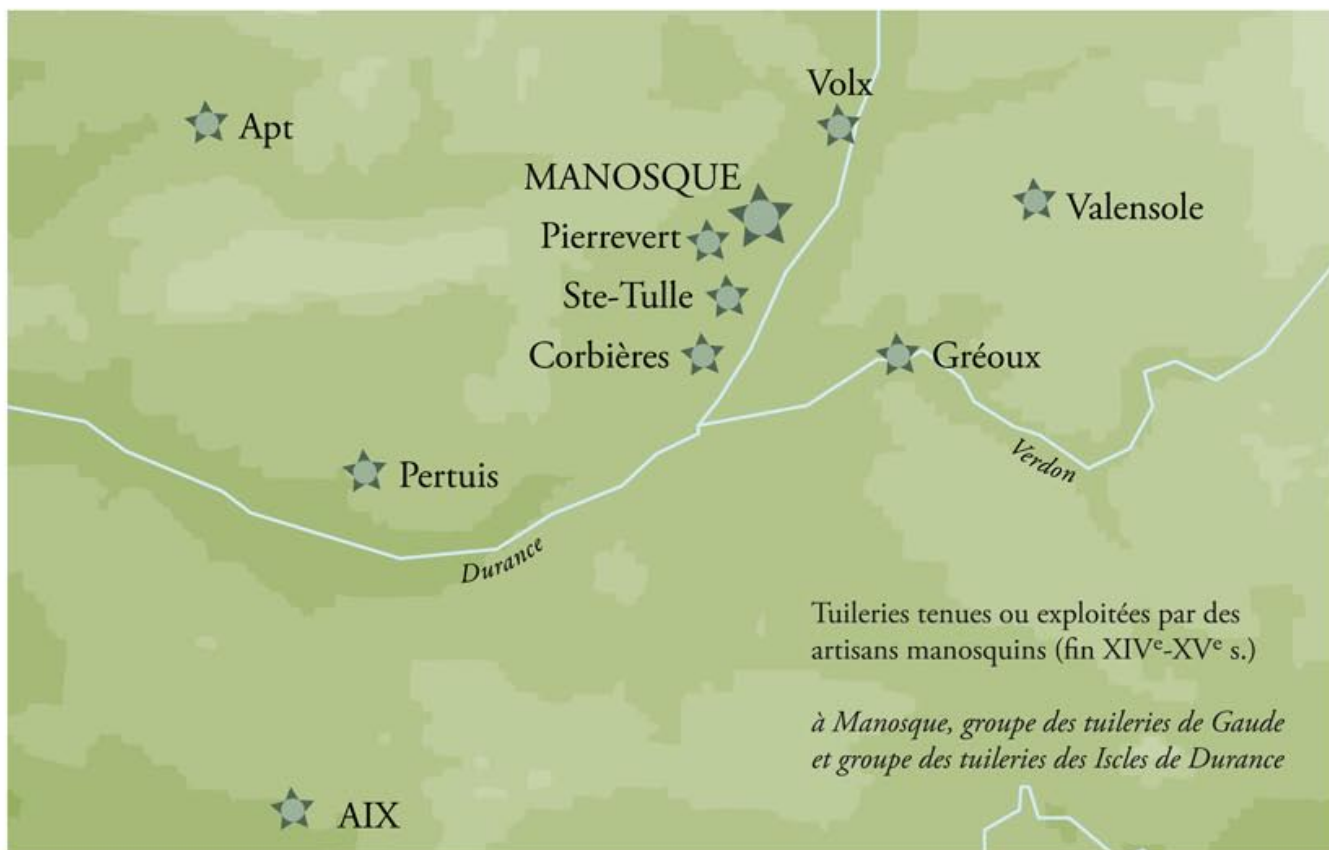 Volx
Apt
MANOSQUE
Valensole
Pierrevert
Ste-Tulle
Corbières
Gréoux
Verdon
Pertuis
Durance
Tuileries tenues ou exploitées par des
artisans manosquins (fin XIVᵉ-XVᵉ s.)
à Manosque, groupe des tuileries de Gaude
et groupe des tuileries des Iscles de Durance
AIX